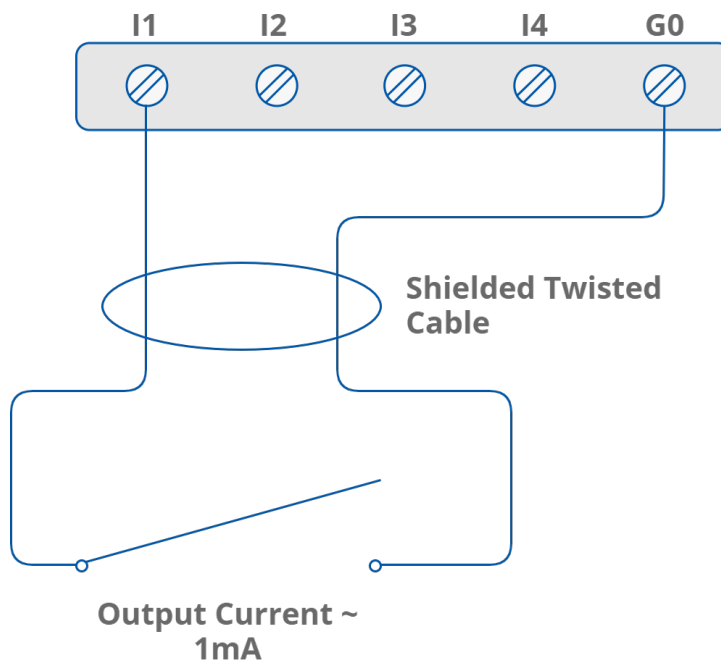 I1 I2 I3 I4 G0
Shielded Twisted
Cable
Output Current ~
1mA